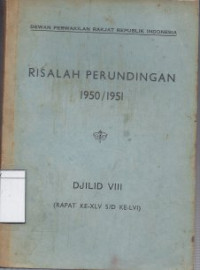 DEWAN PERWAKILAN RAKJAT REPUBLIK INDONESIA
RISALAH PERUNDINGAN
1950/1951
DJILID VIII
(RAPAT KE-XLV S/D KE-LVI)